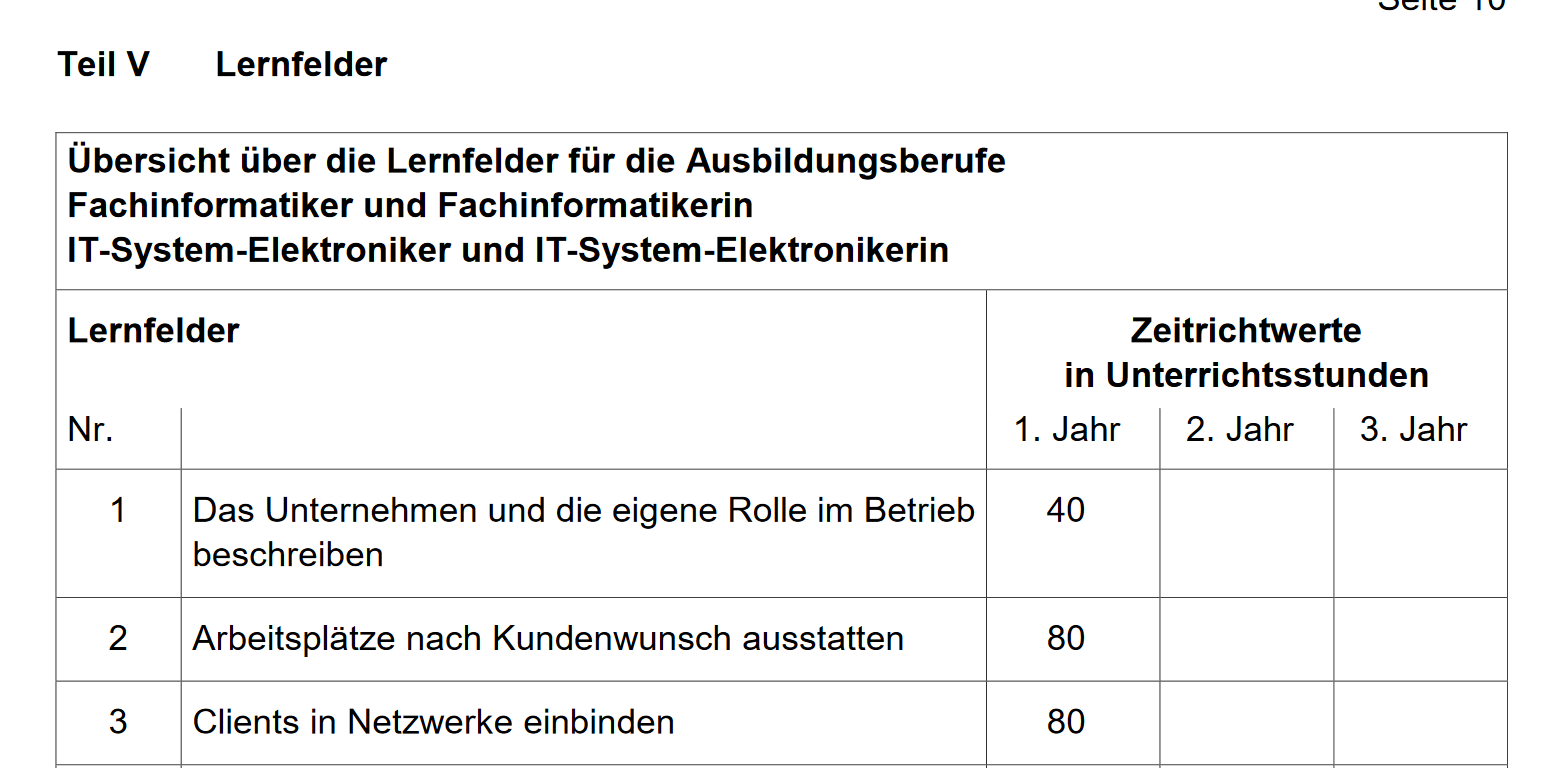 Seite 10
Teil V Lernfelder
Übersicht über die Lernfelder für die Ausbildungsberufe
Fachinformatiker und Fachinformatikerin
IT-System-Elektroniker und IT-System-Elektronikerin
Lernfelder
Zeitrichtwerte
in Unterrichtsstunden
Nr. 1. Jahr 2. Jahr 3. Jahr
1 Das Unternehmen und die eigene Rolle im Betrieb 40
beschreiben
2 Arbeitsplätze nach Kundenwunsch ausstatten 80
3 Clients in Netzwerke einbinden 80